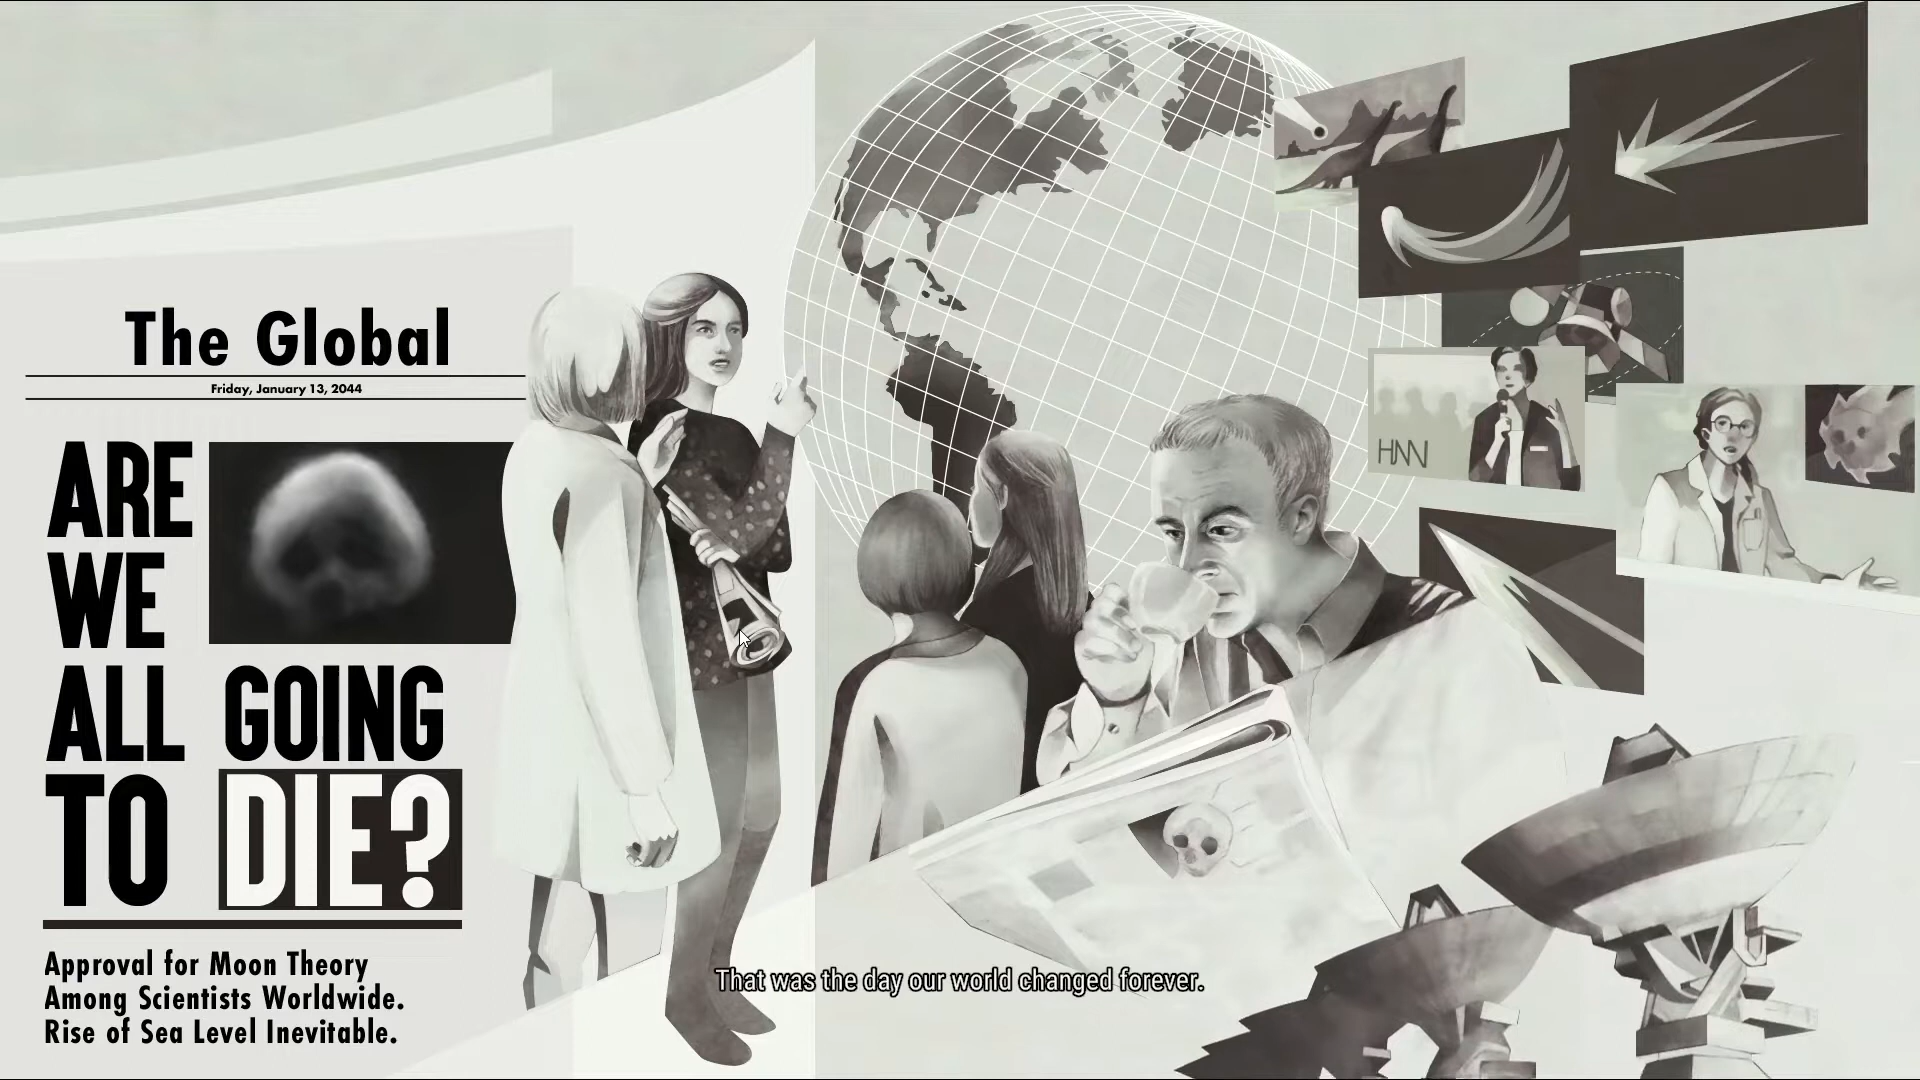 The Global
Friday, January 13, 2044
ARE
WE
ALL GOING
TO DIE?
Approval for Moon Theory
Among Scientists Worldwide.
Rise of Sea Level Inevitable.
HNN
That was the day our world changed forever.